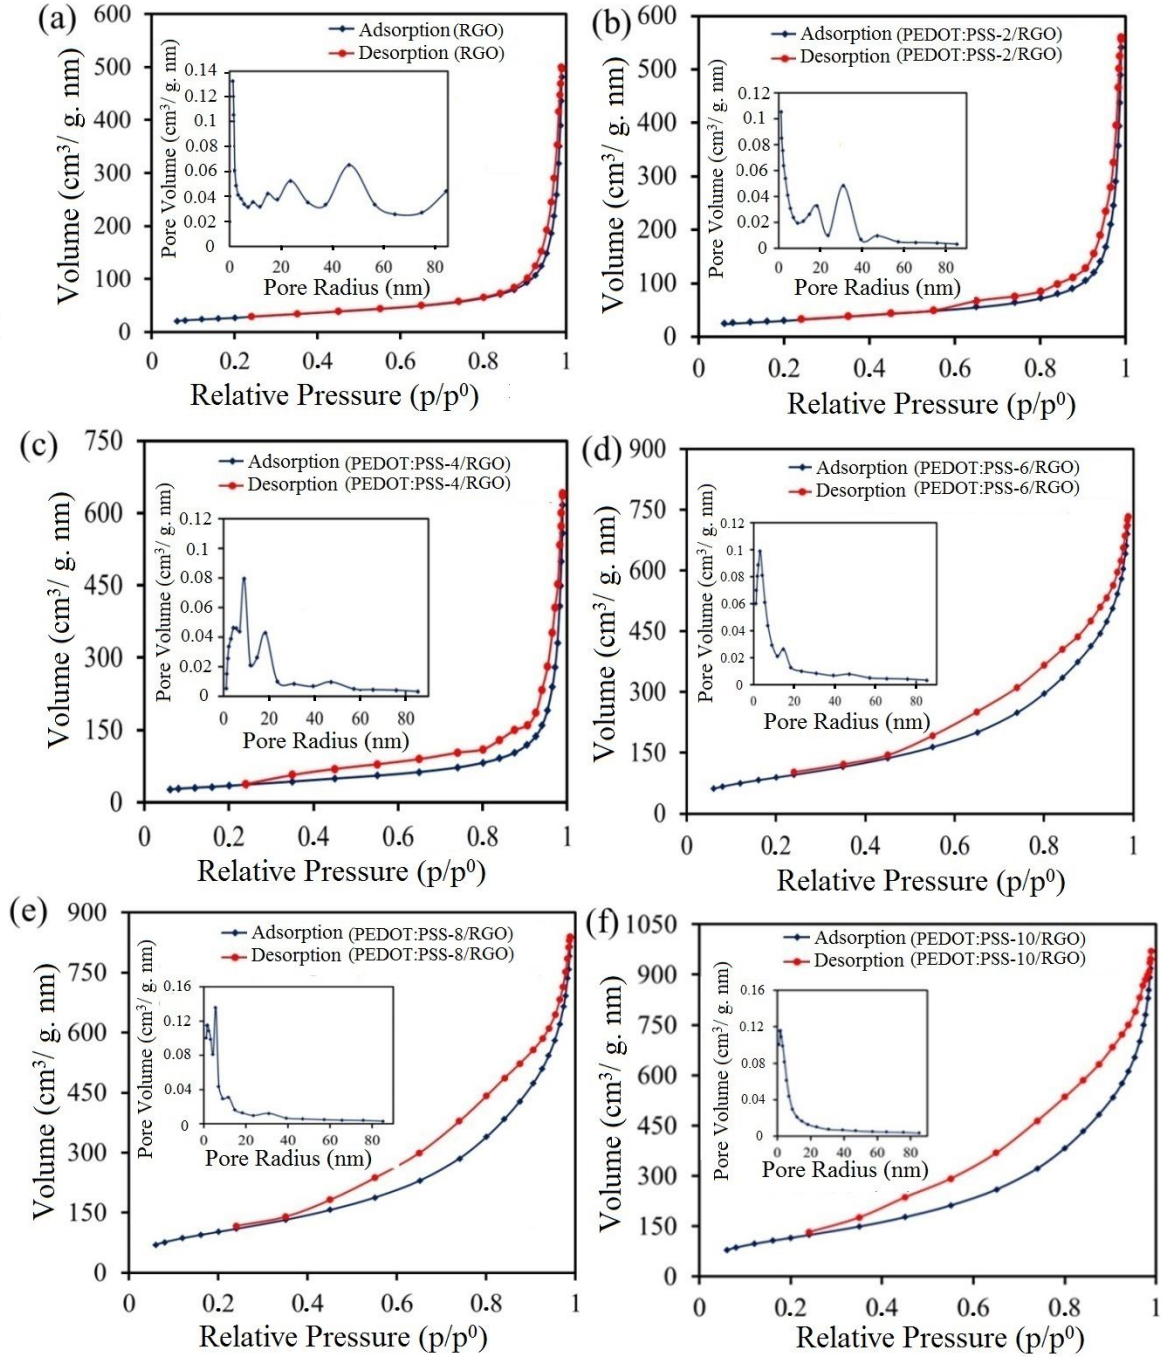 (a)
Adsorption (RGO)
Desorption (RGO)
Volume (cm³/ g. nm)
600
500
400
300
200
100
0
0 0.2 0.4 0.6 0.8 1
Relative Pressure (p/p⁰)
Pore Volume (cm³/ g. nm)
0.14
0.12
0.1
0.08
0.06
0.04
0.02
0
0 20 40 60 80
Pore Radius (nm)
(b)
Adsorption (PEDOT:PSS-2/RGO)
Desorption (PEDOT:PSS-2/RGO)
Volume (cm³/ g. nm)
600
500
400
300
200
100
0
0 0.2 0.4 0.6 0.8 1
Relative Pressure (p/p⁰)
Pore Volume (cm³/ g. nm)
0.12
0.1
0.08
0.06
0.04
0.02
0
0 20 40 60 80
Pore Radius (nm)
(c)
Adsorption (PEDOT:PSS-4/RGO)
Desorption (PEDOT:PSS-4/RGO)
Volume (cm³/ g. nm)
750
600
450
300
150
0
0 0.2 0.4 0.6 0.8 1
Relative Pressure (p/p⁰)
Pore Volume (cm³/ g. nm)
0.12
0.1
0.08
0.06
0.04
0.02
0
0 20 40 60 80
Pore Radius (nm)
(d)
Adsorption (PEDOT:PSS-6/RGO)
Desorption (PEDOT:PSS-6/RGO)
Volume (cm³/ g. nm)
900
750
600
450
300
150
0
0 0.2 0.4 0.6 0.8 1
Relative Pressure (p/p⁰)
Pore Volume (cm³/ g. nm)
0.12
0.1
0.08
0.06
0.04
0.02
0
0 20 40 60 80
Pore Radius (nm)
(e)
Adsorption (PEDOT:PSS-8/RGO)
Desorption (PEDOT:PSS-8/RGO)
Volume (cm³/ g. nm)
900
750
600
450
300
150
0
0 0.2 0.4 0.6 0.8 1
Relative Pressure (p/p⁰)
Pore Volume (cm³/ g. nm)
0.16
0.12
0.08
0.04
0
0 20 40 60 80
Pore Radius (nm)
(f)
Adsorption (PEDOT:PSS-10/RGO)
Desorption (PEDOT:PSS-10/RGO)
Volume (cm³/ g. nm)
1050
900
750
600
450
300
150
0
0 0.2 0.4 0.6 0.8 1
Relative Pressure (p/p⁰)
Pore Volume (cm³/ g. nm)
0.16
0.12
0.08
0.04
0
0 20 40 60 80
Pore Radius (nm)